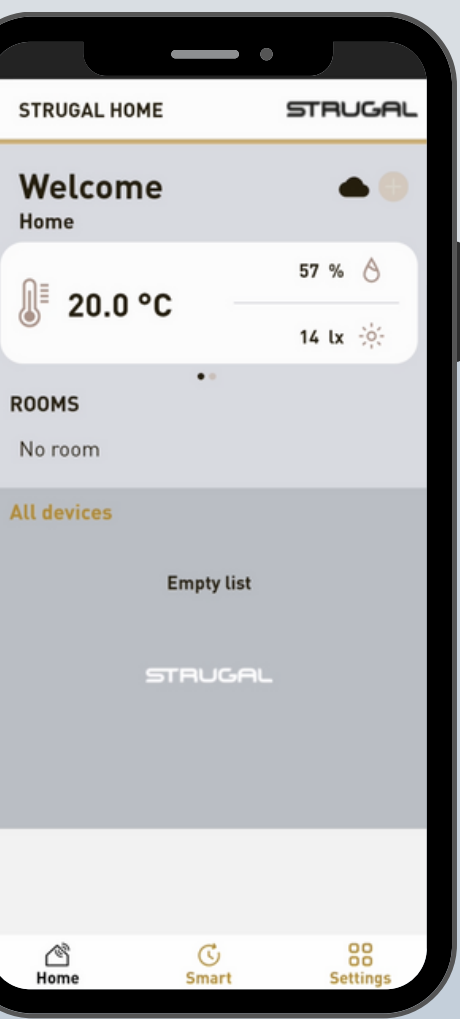 STRUGAL HOME STRUGAL
Welcome
Home
57 %
20.0 °C
14 lx
ROOMS
No room
All devices
Empty list
STRUGAL
Home Smart Settings